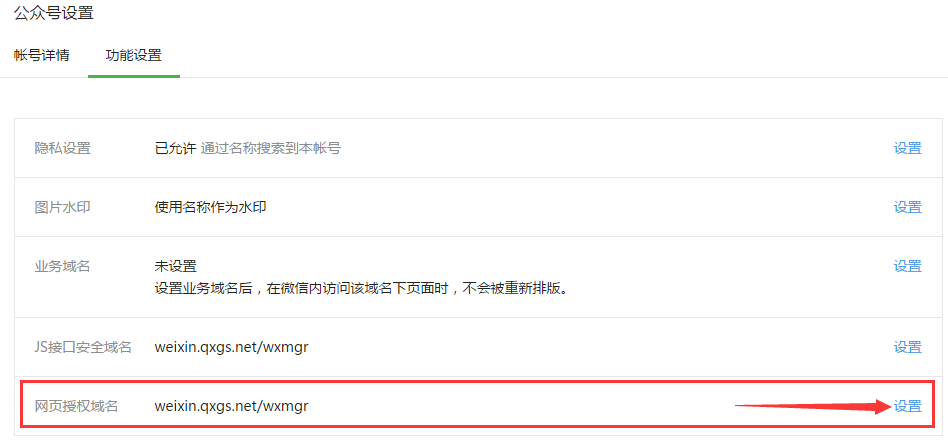 公众号设置
帐号详情 功能设置
隐私设置 已允许 通过名称搜索到本帐号 设置
图片水印 使用名称作为水印 设置
业务域名 未设置 设置
设置业务域名后，在微信内访问该域名下页面时，不会被重新排版。
JS接口安全域名 weixin.qxgs.net/wxmgr 设置
网页授权域名 weixin.qxgs.net/wxmgr 设置